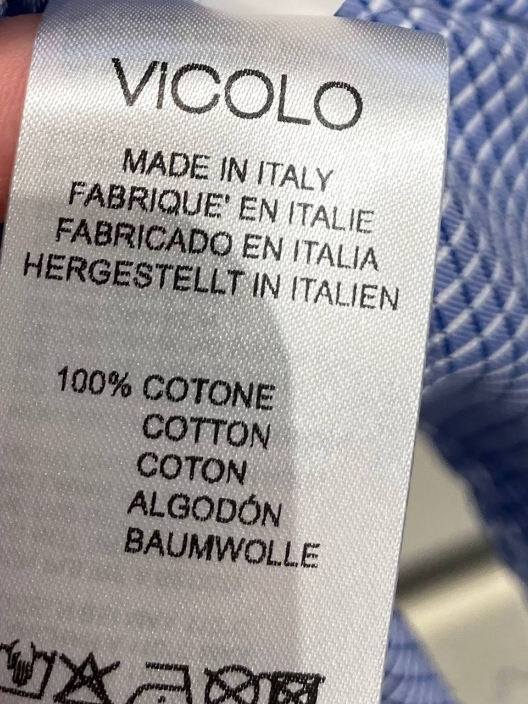 VICOLO
MADE IN ITALY
FABRIQUE' EN ITALIE
FABRICADO EN ITALIA
HERGESTELLT IN ITALIEN
100% COTONE
COTTON
COTON
ALGODÓN
BAUMWOLLE